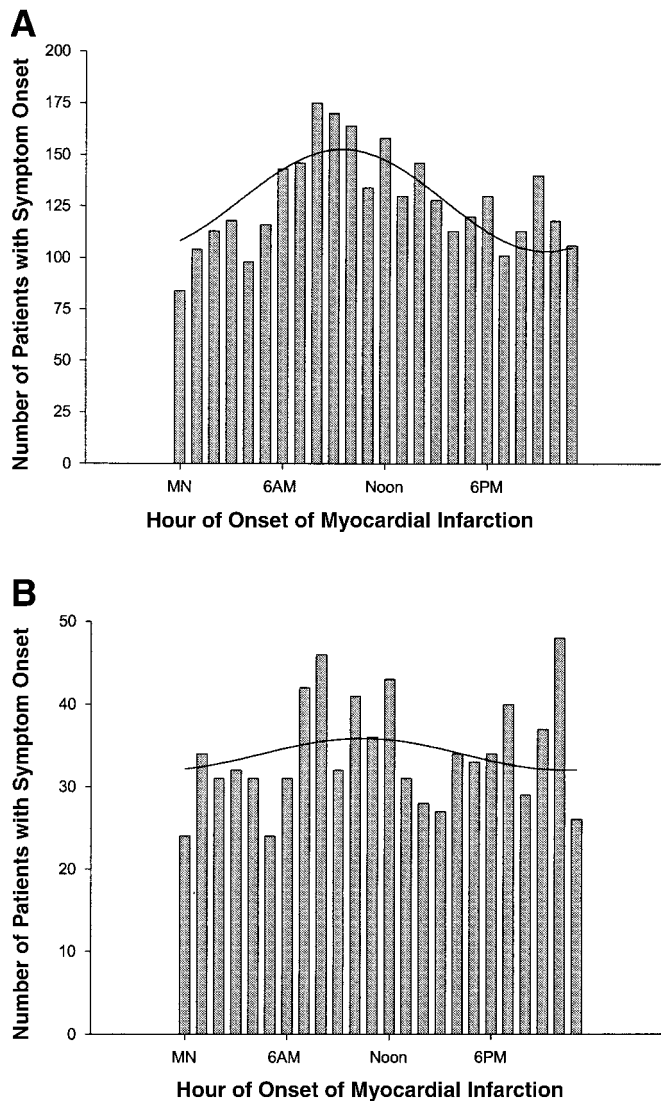 A
Number of Patients with Symptom Onset
200
175
150
125
100
75
50
25
0
MN 6AM Noon 6PM
Hour of Onset of Myocardial Infarction
B
Number of Patients with Symptom Onset
50
40
30
20
10
0
MN 6AM Noon 6PM
Hour of Onset of Myocardial Infarction